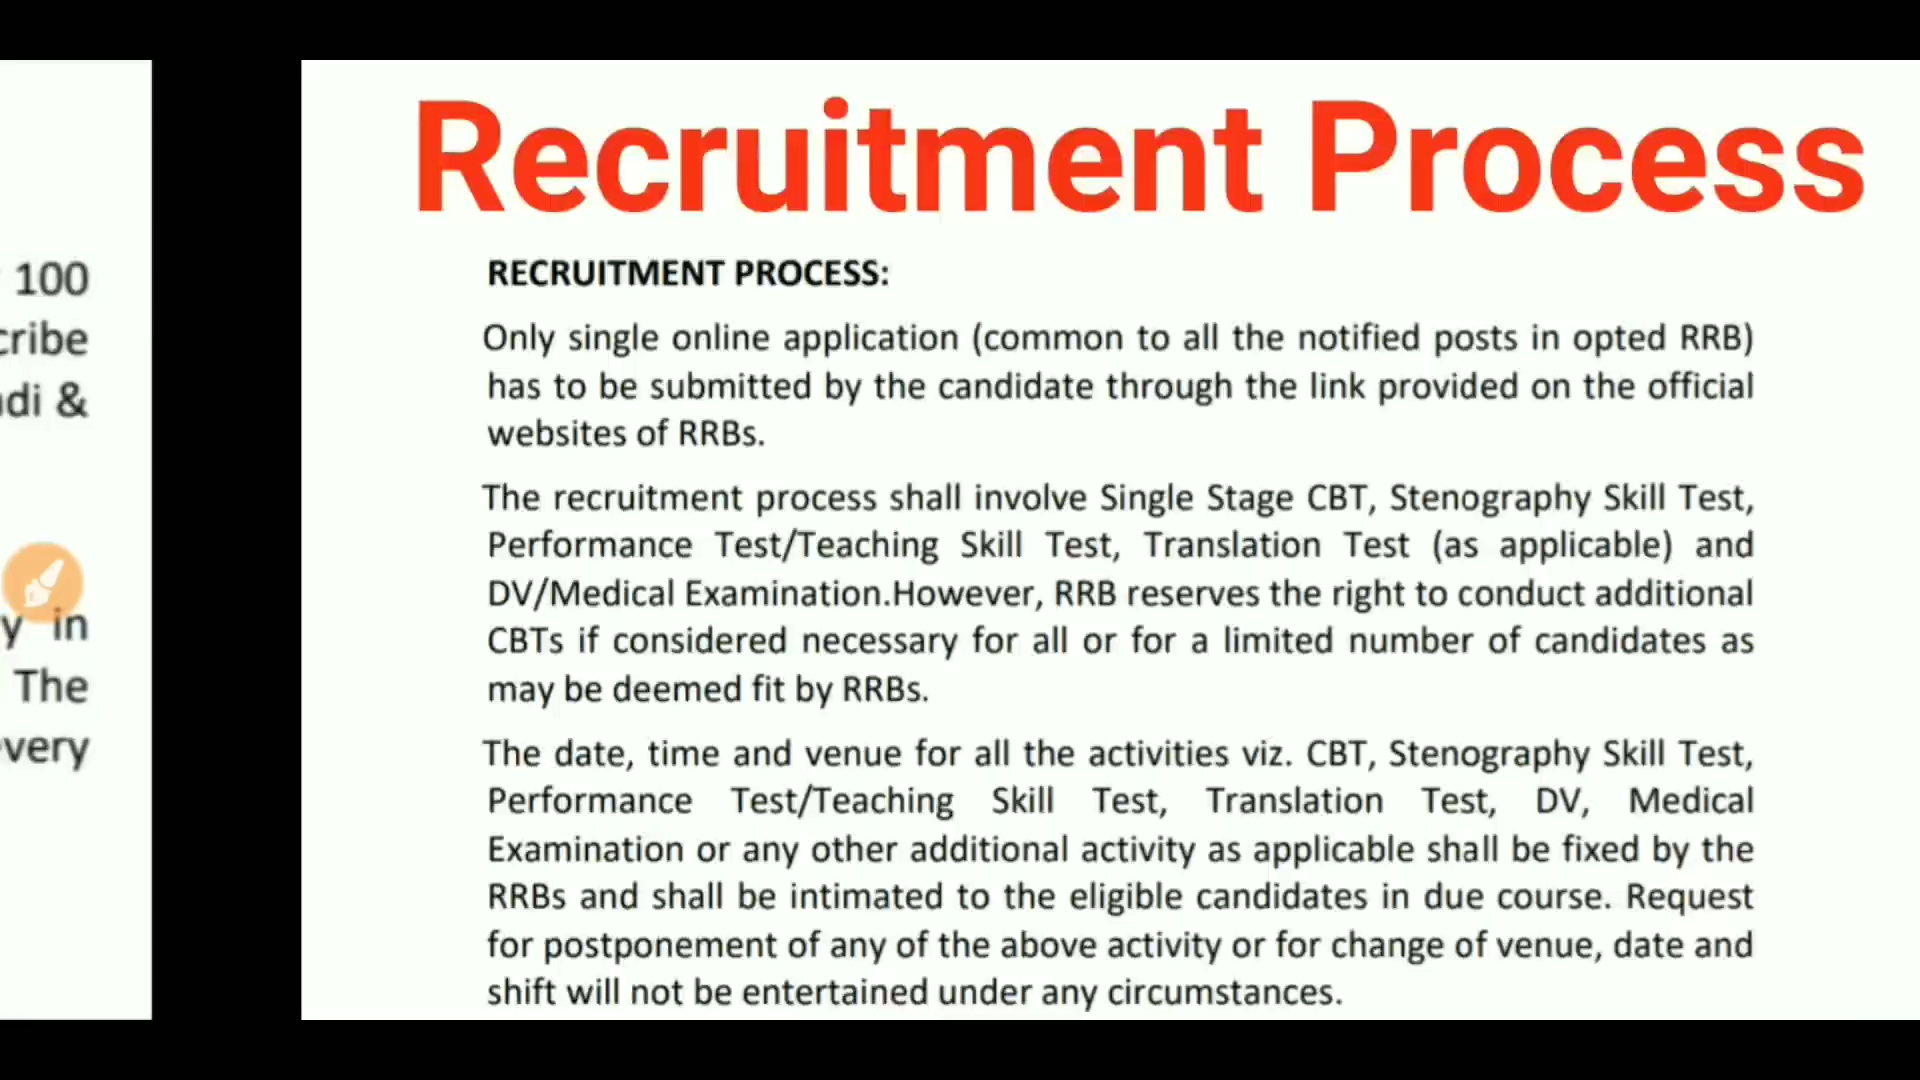 100
cribe
di &
y in
The
very
Recruitment Process
RECRUITMENT PROCESS:
Only single online application (common to all the notified posts in opted RRB)
has to be submitted by the candidate through the link provided on the official
websites of RRBs.
The recruitment process shall involve Single Stage CBT, Stenography Skill Test,
Performance Test/Teaching Skill Test, Translation Test (as applicable) and
DV/Medical Examination.However, RRB reserves the right to conduct additional
CBTs if considered necessary for all or for a limited number of candidates as
may be deemed fit by RRBs.
The date, time and venue for all the activities viz. CBT, Stenography Skill Test,
Performance Test/Teaching Skill Test, Translation Test, DV, Medical
Examination or any other additional activity as applicable shall be fixed by the
RRBs and shall be intimated to the eligible candidates in due course. Request
for postponement of any of the above activity or for change of venue, date and
shift will not be entertained under any circumstances.